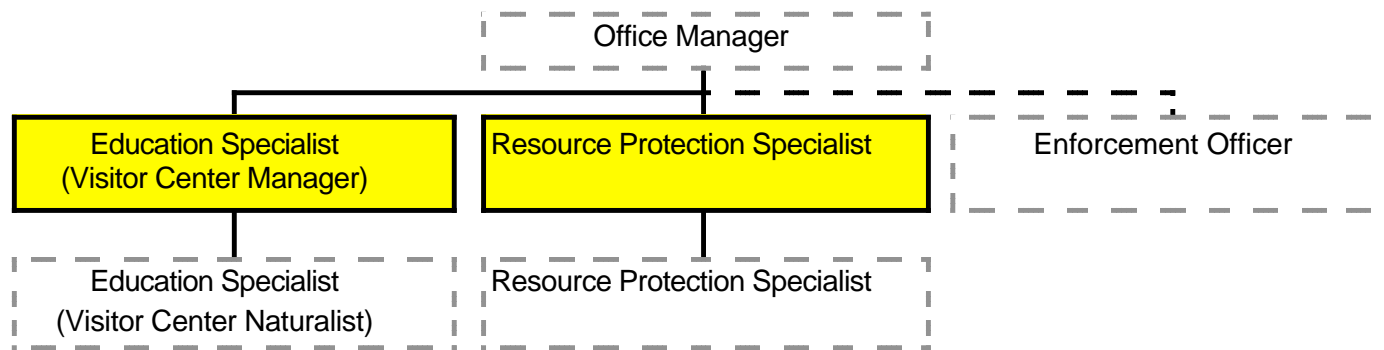 Office Manager
Education Specialist
(Visitor Center Manager)
Resource Protection Specialist
Enforcement Officer
Education Specialist
(Visitor Center Naturalist)
Resource Protection Specialist